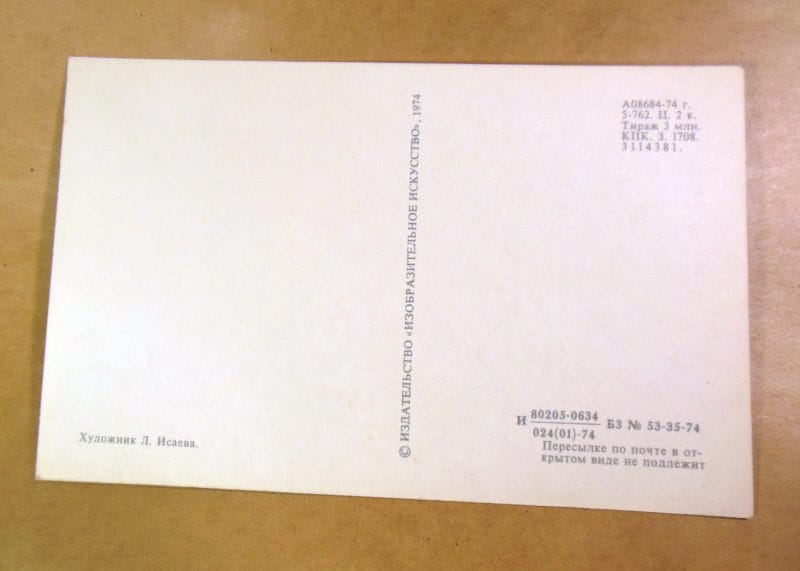 А08684-74 г.
5-762. Ц. 2 к.
Тираж 3 млн.
КПК. З. 1708.
3114381.
© ИЗДАТЕЛЬСТВО «ИЗОБРАЗИТЕЛЬНОЕ ИСКУССТВО», 1974
Художник Л. Исаева.
И 80205-0634 БЗ № 53-35-74
024(01)-74
Пересылке по почте в от-
крытом виде не подлежит